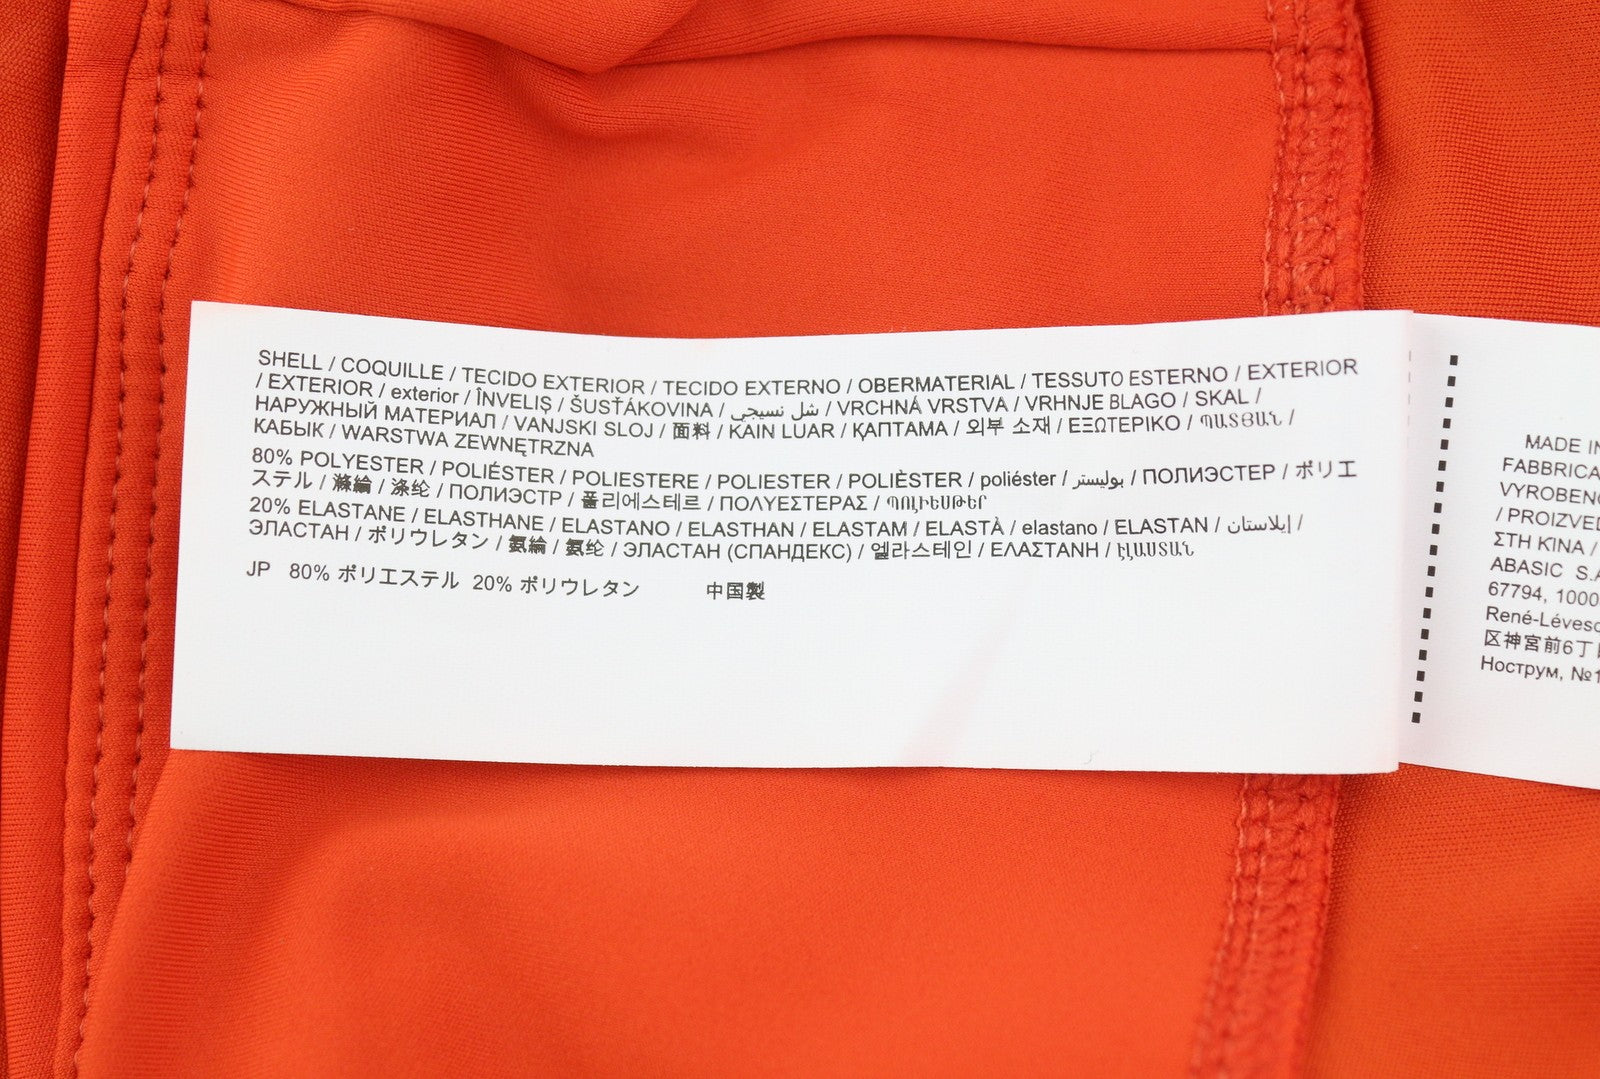 SHELL / COQUILLE / TECIDO EXTERIOR / TECIDO EXTERNO / OBERMATERIAL / TESSUTO ESTERNO / EXTERIOR
/ EXTERIOR / exterior / ÎNVELIŞ / ŠUSŤÁKOVINA / شل نسيجي / VRCHNÁ VRSTVA / VRHNJE BLAGO / SKAL /
НАРУЖНЫЙ МАТЕРИАЛ / VANJSKI SLOJ / 面料 / KAIN LUAR / ҚАПТАМА / 외부 소재 / ΕΞΩΤΕΡΙΚΟ / ՊԱՏՅԱՆ /
КАБЫК / WARSTWA ZEWNĘTRZNA
80% POLYESTER / POLIÉSTER / POLIESTERE / POLIESTER / POLIÈSTER / poliéster / بوليستر / ПОЛИЭСТЕР / ポリエ
ステル / 滌綸 / 涤纶 / ПОЛИЭСТР / 폴리에스테르 / ΠΟΛΥΕΣΤΕΡΑΣ / ՊՈԼԻԵՍԹԵՐ
20% ELASTANE / ELASTHANE / ELASTANO / ELASTHAN / ELASTAM / ELASTÀ / elastano / ELASTAN / إيلاستان /
ЭЛАСТАН / ポリウレタン / 氨綸 / 氨纶 / ЭЛАСТАН (СПАНДЕКС) / 엘라스테인 / ΕΛΑΣΤΑΝΗ / ԷԼԱՍՏԱՆ
JP 80% ポリエステル 20% ポリウレタン 中国製
MADE IN
FABBRICA
VYROBENO
/ PROIZVED
ΣΤΗ ΚΊΝΑ /
ABASIC S.A
67794, 1000
René-Lévesq
区神宮前6丁目
Нострум, №1